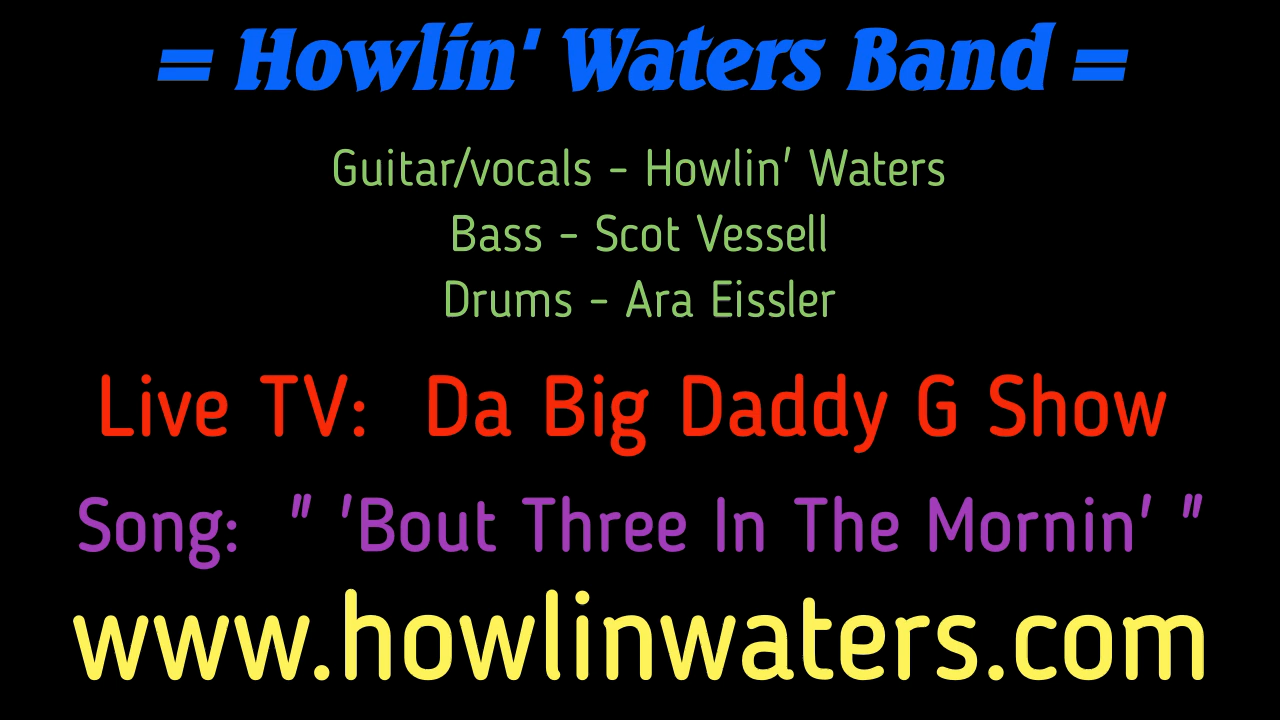 = Howlin' Waters Band =
Guitar/vocals - Howlin' Waters
Bass - Scot Vessell
Drums - Ara Eissler
Live TV:  Da Big Daddy G Show
Song:  " 'Bout Three In The Mornin' "
www.howlinwaters.com